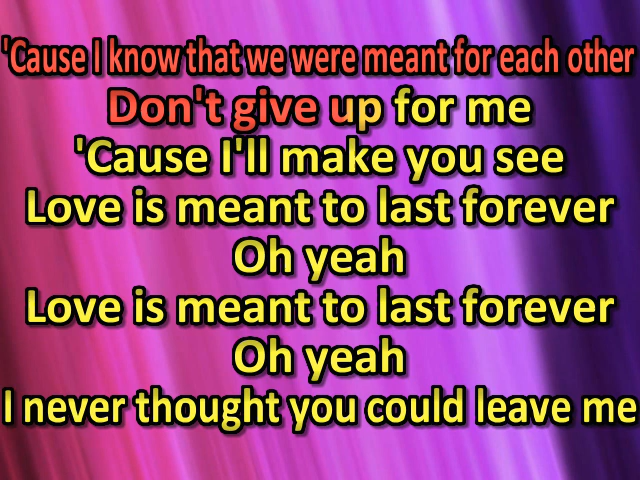 'Cause I know that we were meant for each other
Don't give up for me
'Cause I'll make you see
Love is meant to last forever
Oh yeah
Love is meant to last forever
Oh yeah
I never thought you could leave me